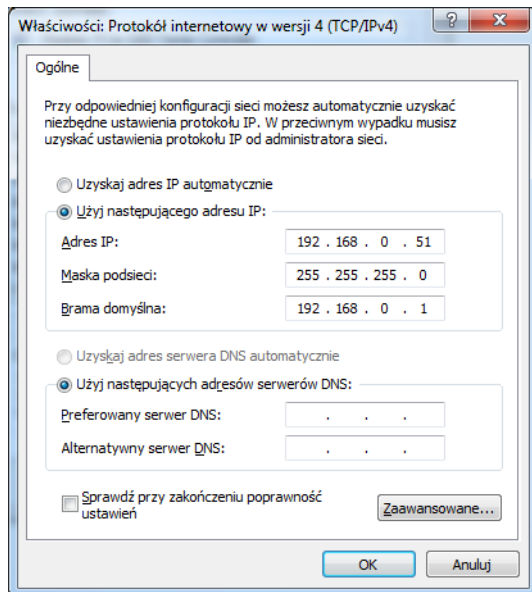 Właściwości: Protokół internetowy w wersji 4 (TCP/IPv4)
?
Ogólne
Przy odpowiedniej konfiguracji sieci możesz automatycznie uzyskać
niezbędne ustawienia protokołu IP. W przeciwnym wypadku musisz
uzyskać ustawienia protokołu IP od administratora sieci.
Uzyskaj adres IP automatycznie
Użyj następującego adresu IP:
Adres IP: 192 . 168 . 0 . 51
Maska podsieci: 255 . 255 . 255 . 0
Brama domyślna: 192 . 168 . 0 . 1
Uzyskaj adres serwera DNS automatycznie
Użyj następujących adresów serwerów DNS:
Preferowany serwer DNS: . . .
Alternatywny serwer DNS: . . .
Sprawdź przy zakończeniu poprawność
ustawień
Zaawansowane...
OK Anuluj